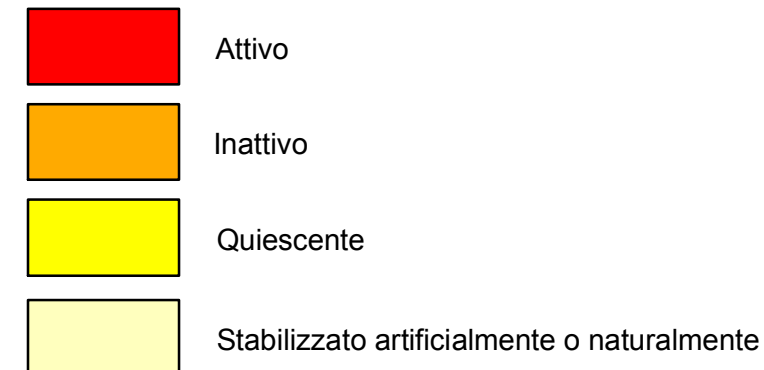 Attivo
Inattivo
Quiescente
Stabilizzato artificialmente o naturalmente